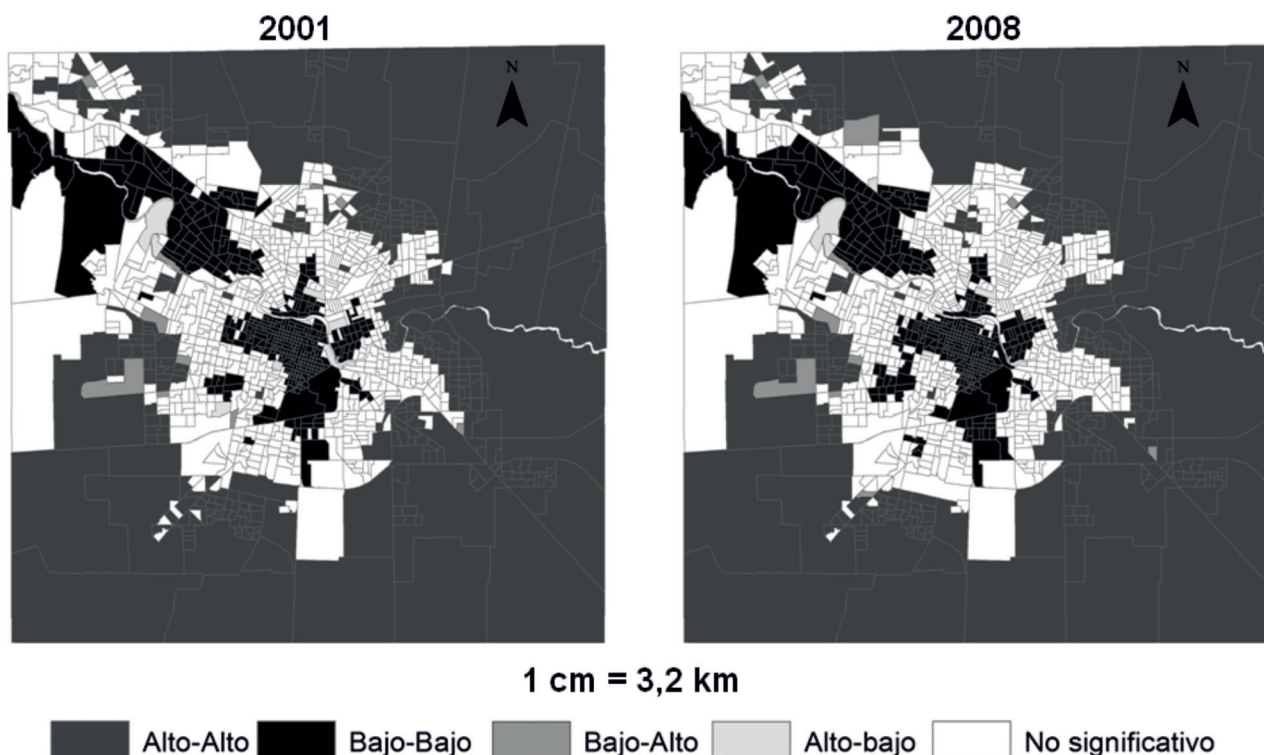 2001 2008
N N
1 cm = 3,2 km
Alto-Alto Bajo-Bajo Bajo-Alto Alto-bajo No significativo